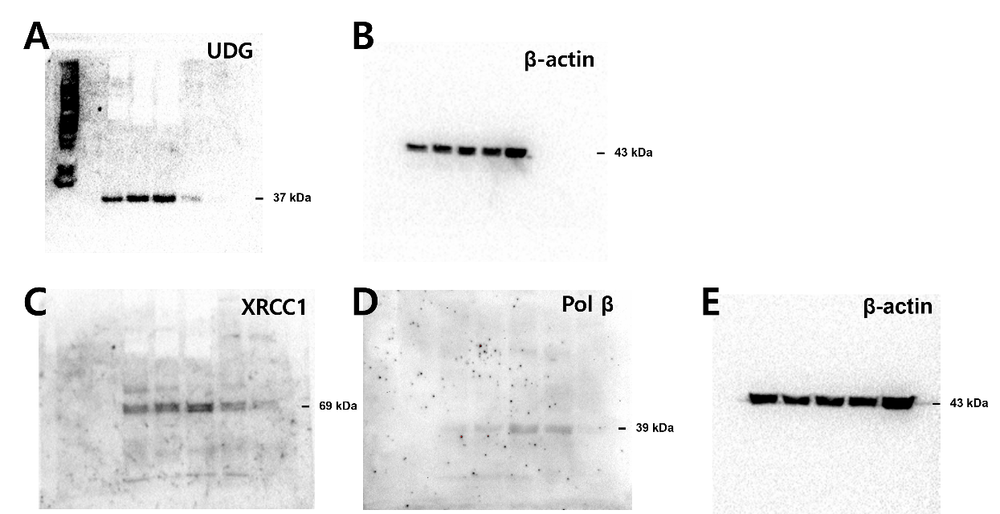 A
UDG
– 37 kDa
B
β-actin
– 43 kDa
C
XRCC1
– 69 kDa
D
Pol β
– 39 kDa
E
β-actin
– 43 kDa